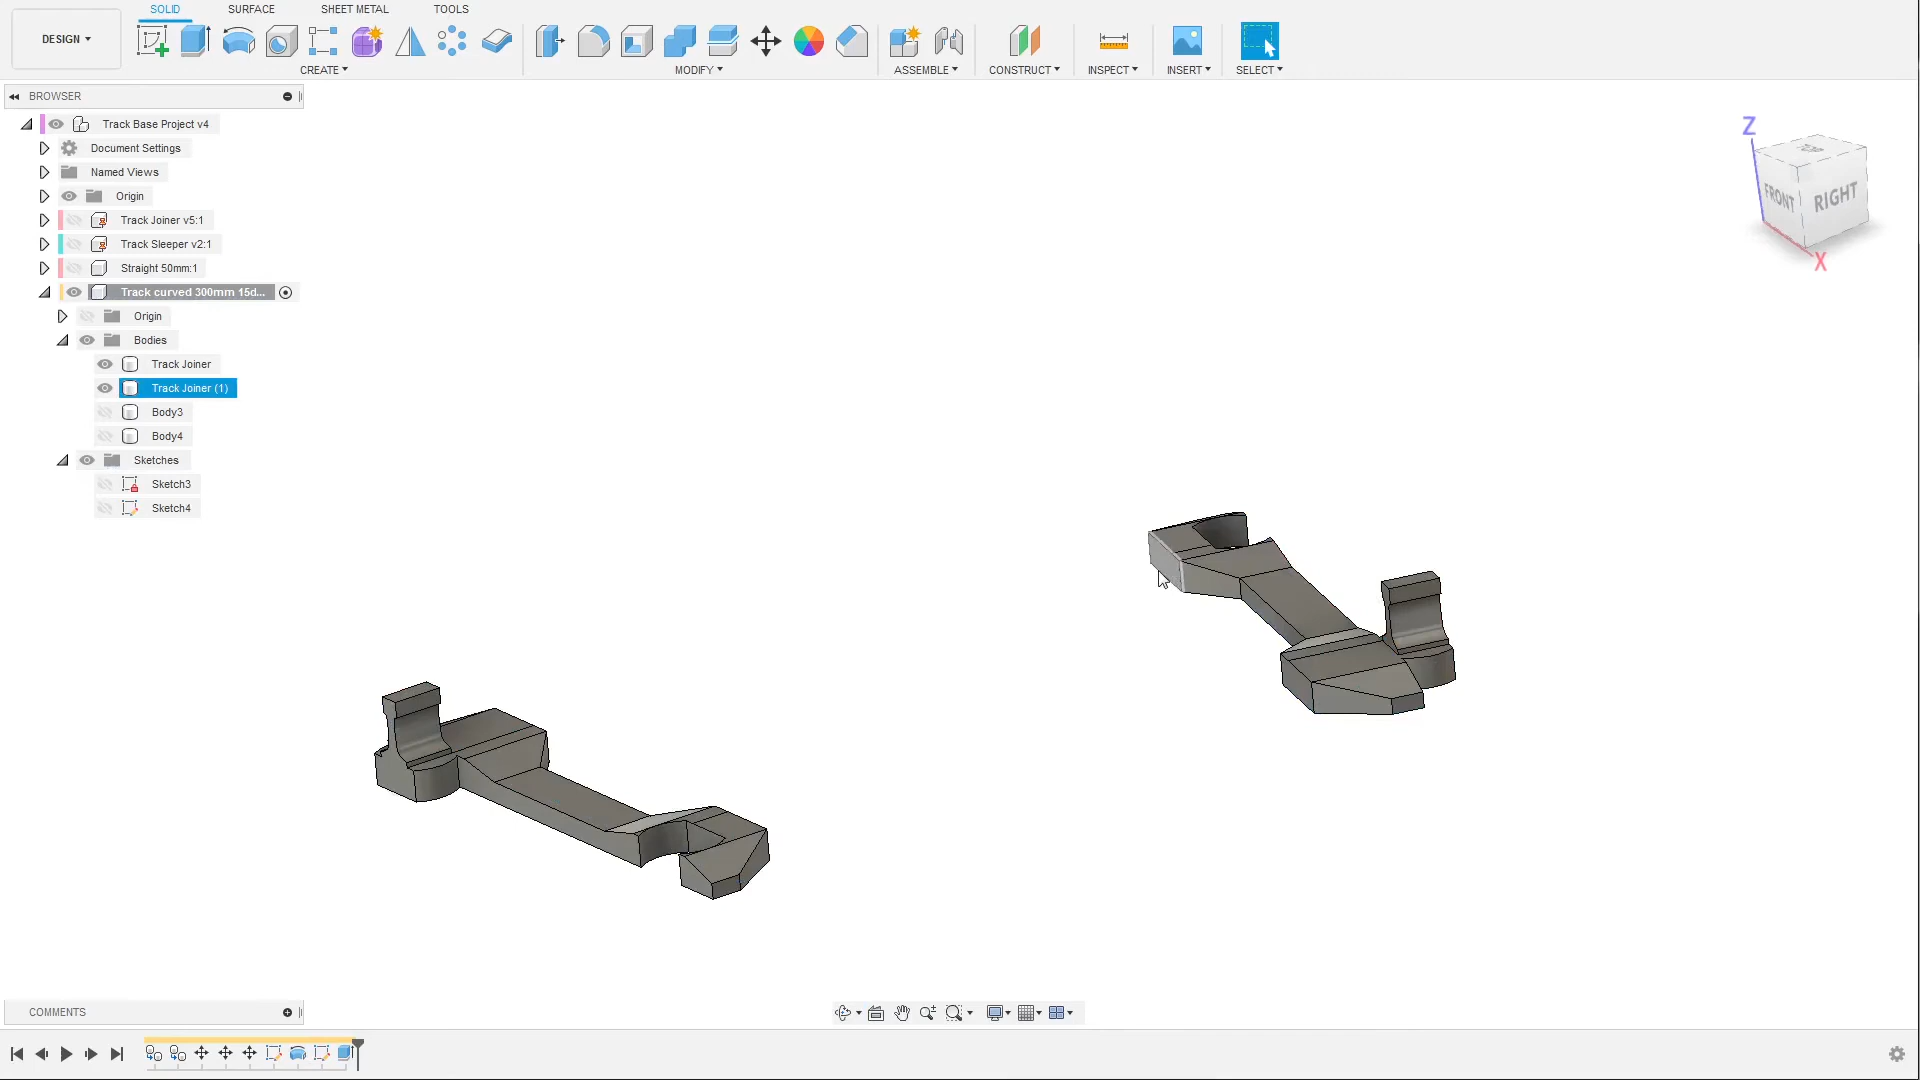 SOLID SURFACE SHEET METAL TOOLS
DESIGN
CREATE MODIFY ASSEMBLE CONSTRUCT INSPECT INSERT SELECT
BROWSER
Track Base Project v4
Document Settings
Named Views
Origin
Track Joiner v5:1
Track Sleeper v2:1
Straight 50mm:1
Track curved 300mm 15d...
Origin
Bodies
Track Joiner
Track Joiner (1)
Body3
Body4
Sketches
Sketch3
Sketch4
Z
TOP
FRONT RIGHT
X
COMMENTS